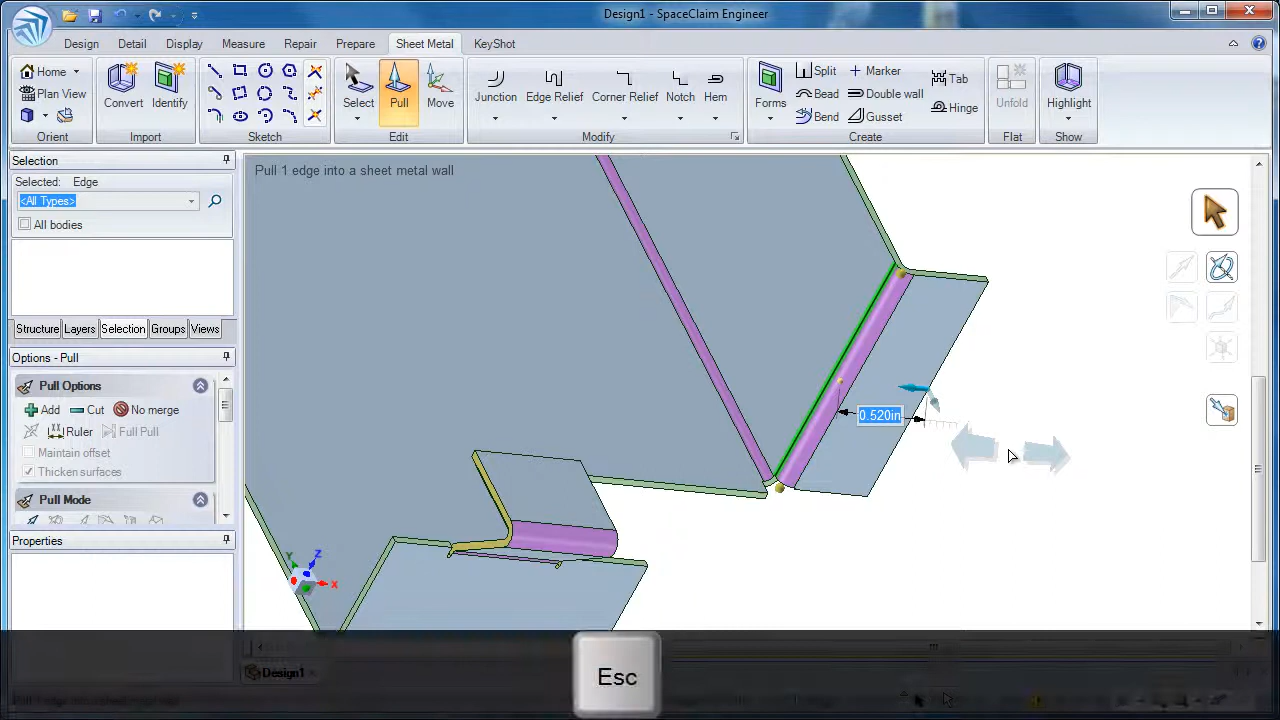 Design1 - SpaceClaim Engineer
Design Detail Display Measure Repair Prepare Sheet Metal KeyShot
Home
Plan View
Orient
Convert Identify
Import
Sketch
Select Pull Move
Edit
Junction Edge Relief Corner Relief Notch Hem
Modify
Forms
Split Marker Tab
Bead Double wall Hinge
Bend Gusset
Create
Unfold
Flat
Highlight
Show
Selection
Selected: Edge
<All Types>
All bodies
Structure Layers Selection Groups Views
Options - Pull
Pull Options
Add Cut No merge
Ruler Full Pull
Maintain offset
Thicken surfaces
Pull Mode
Properties
Pull 1 edge into a sheet metal wall
0.520in
Y Z X
Design1
Esc